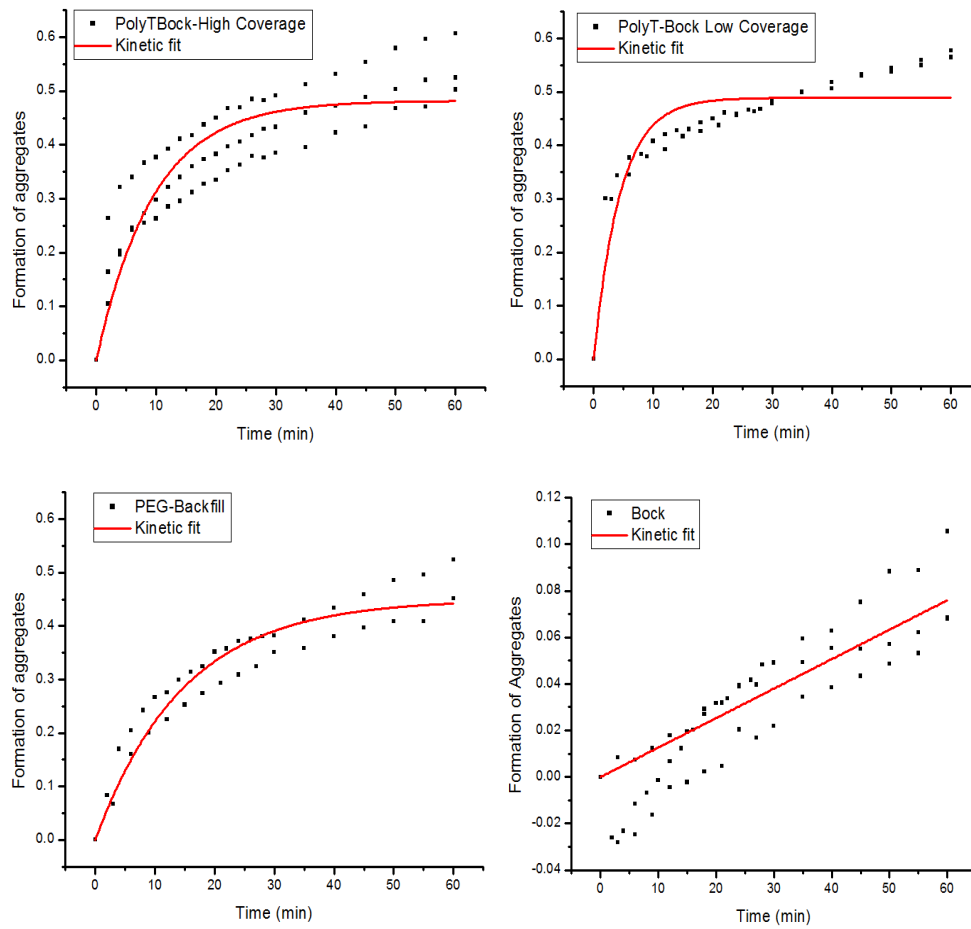 PolyTBock-High Coverage
Kinetic fit
0.6
0.5
0.4
0.3
0.2
0.1
0.0
Formation of aggregates
0 10 20 30 40 50 60
Time (min)
PolyT-Bock Low Coverage
Kinetic fit
0.6
0.5
0.4
0.3
0.2
0.1
0.0
Formation of aggregates
0 10 20 30 40 50 60
Time (min)
PEG-Backfill
Kinetic fit
0.6
0.5
0.4
0.3
0.2
0.1
0.0
Formation of aggregates
0 10 20 30 40 50 60
Time (min)
Bock
Kinetic fit
0.12
0.10
0.08
0.06
0.04
0.02
0.00
-0.02
-0.04
Formation of Aggregates
0 10 20 30 40 50 60
Time (min)